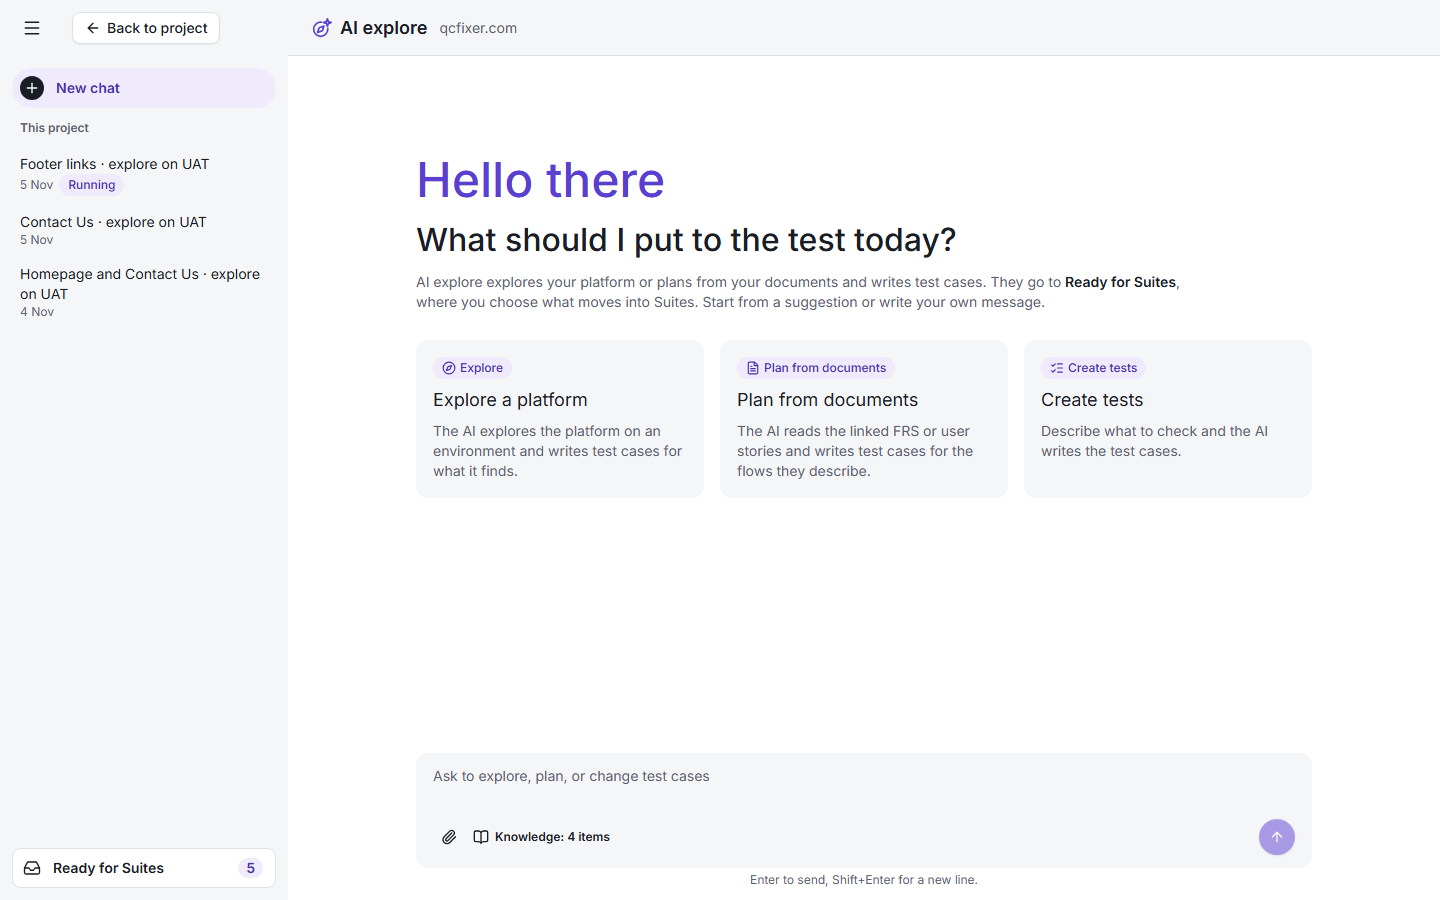 Back to project
AI explore qcfixer.com
New chat
This project
Footer links · explore on UAT
5 Nov Running
Contact Us · explore on UAT
5 Nov
Homepage and Contact Us · explore
on UAT
4 Nov
Ready for Suites 5
Hello there
What should I put to the test today?
AI explore explores your platform or plans from your documents and writes test cases. They go to Ready for Suites,
where you choose what moves into Suites. Start from a suggestion or write your own message.
Explore
Explore a platform
The AI explores the platform on an
environment and writes test cases for
what it finds.
Plan from documents
Plan from documents
The AI reads the linked FRS or user
stories and writes test cases for the
flows they describe.
Create tests
Create tests
Describe what to check and the AI
writes the test cases.
Ask to explore, plan, or change test cases
Knowledge: 4 items
Enter to send, Shift+Enter for a new line.